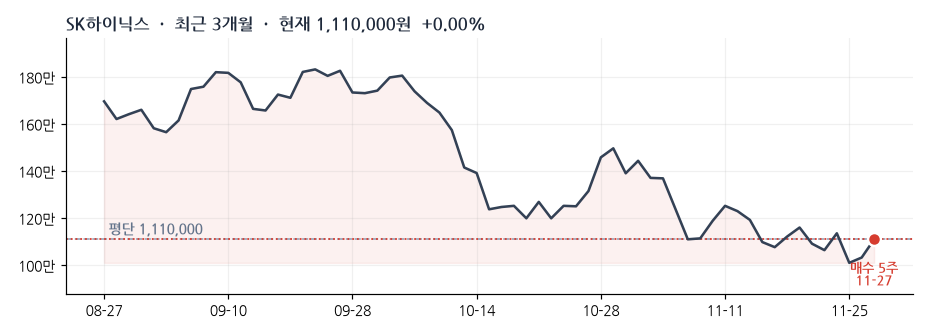 SK하이닉스 · 최근 3개월 · 현재 1,110,000원 +0.00%
180만
160만
140만
120만
평단 1,110,000
100만
매수 5주
11-27
08-27 09-10 09-28 10-14 10-28 11-11 11-25